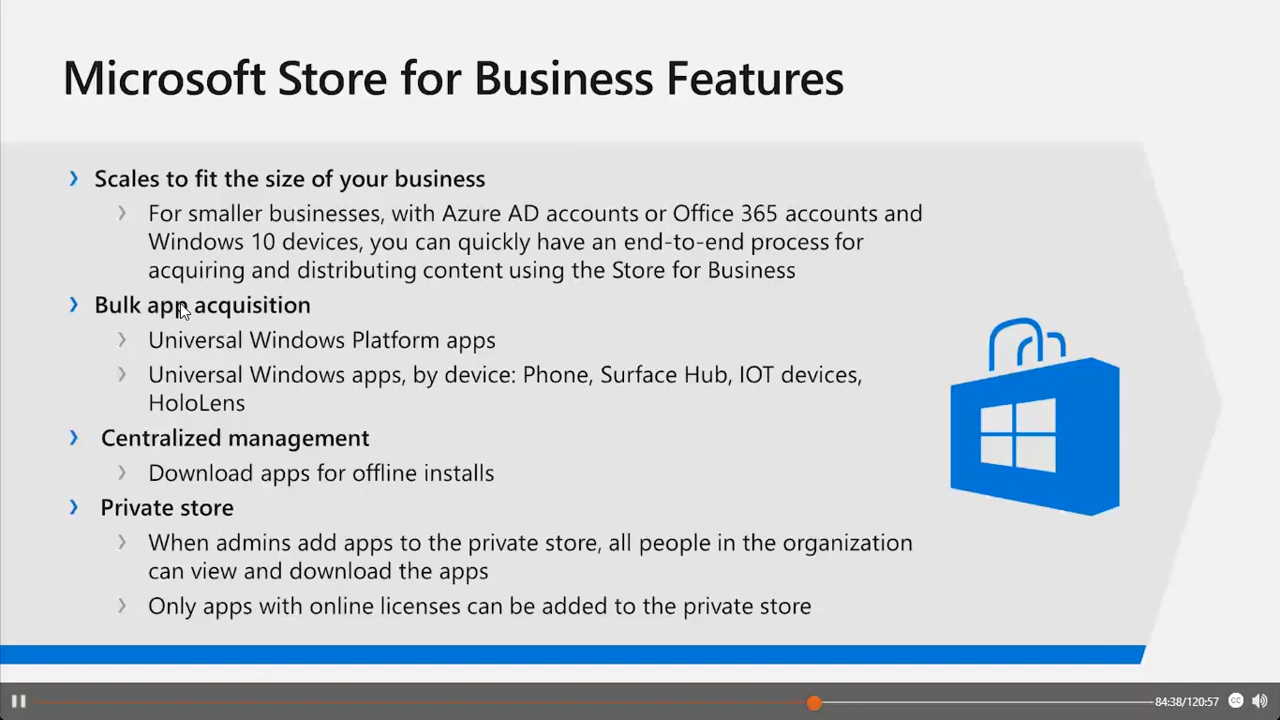 Microsoft Store for Business Features
Scales to fit the size of your business
For smaller businesses, with Azure AD accounts or Office 365 accounts and
Windows 10 devices, you can quickly have an end-to-end process for
acquiring and distributing content using the Store for Business
Bulk app acquisition
Universal Windows Platform apps
Universal Windows apps, by device: Phone, Surface Hub, IOT devices,
HoloLens
Centralized management
Download apps for offline installs
Private store
When admins add apps to the private store, all people in the organization
can view and download the apps
Only apps with online licenses can be added to the private store
84:38/120:57
CC